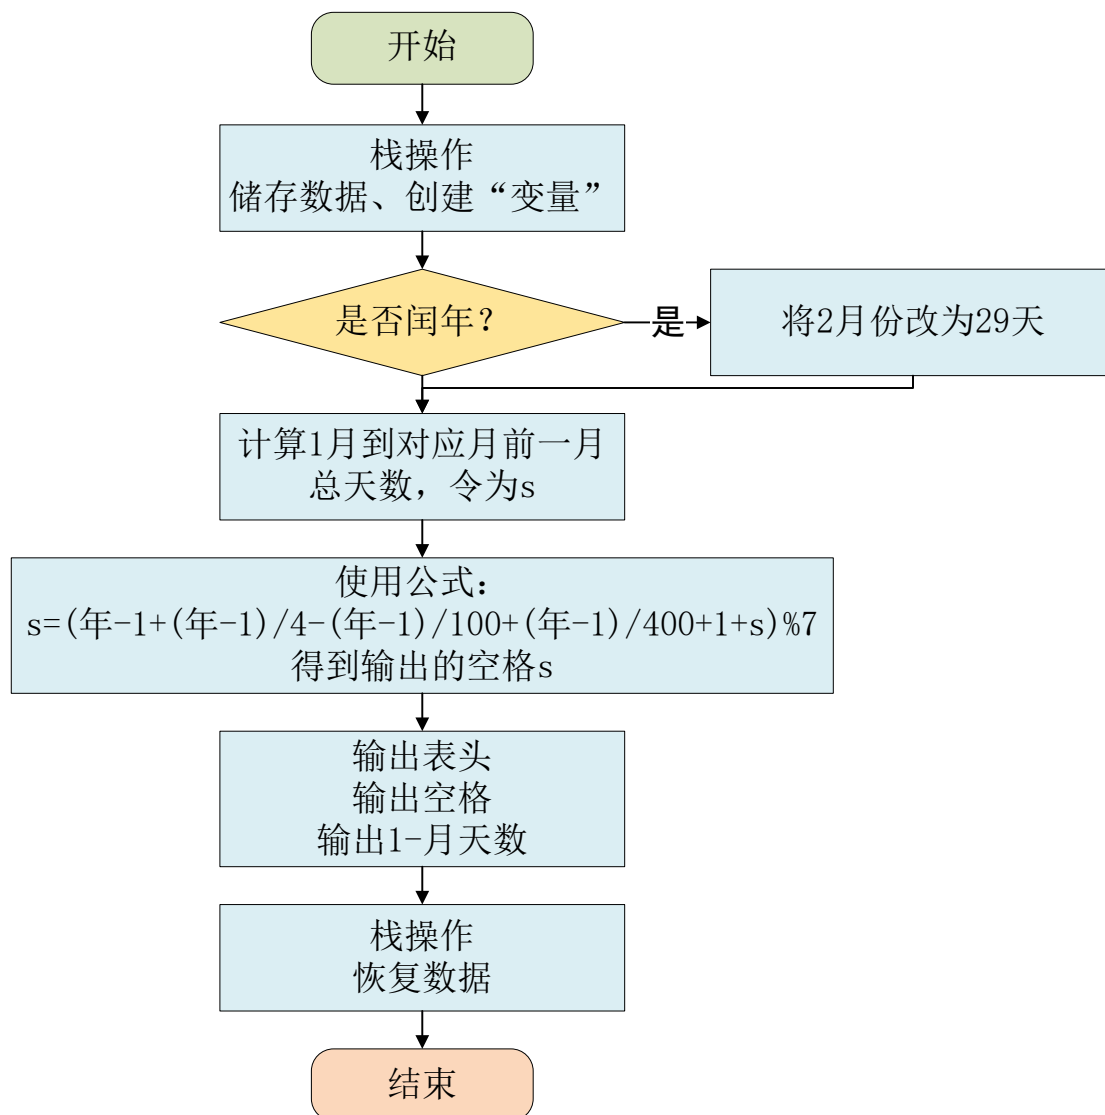 开始
栈操作
储存数据、创建“变量”
是否闰年？
是
将2月份改为29天
计算1月到对应月前一月
总天数，令为s
使用公式：
s=(年-1+(年-1)/4-(年-1)/100+(年-1)/400+1+s)%7
得到输出的空格s
输出表头
输出空格
输出1-月天数
栈操作
恢复数据
结束